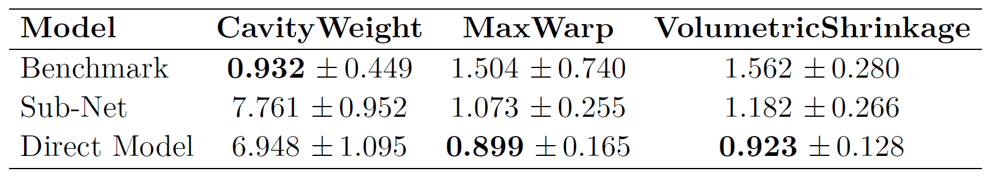 Model CavityWeight MaxWarp VolumetricShrinkage
Benchmark 0.932 ±0.449 1.504 ±0.740 1.562 ±0.280
Sub-Net 7.761 ±0.952 1.073 ±0.255 1.182 ±0.266
Direct Model 6.948 ±1.095 0.899 ±0.165 0.923 ±0.128